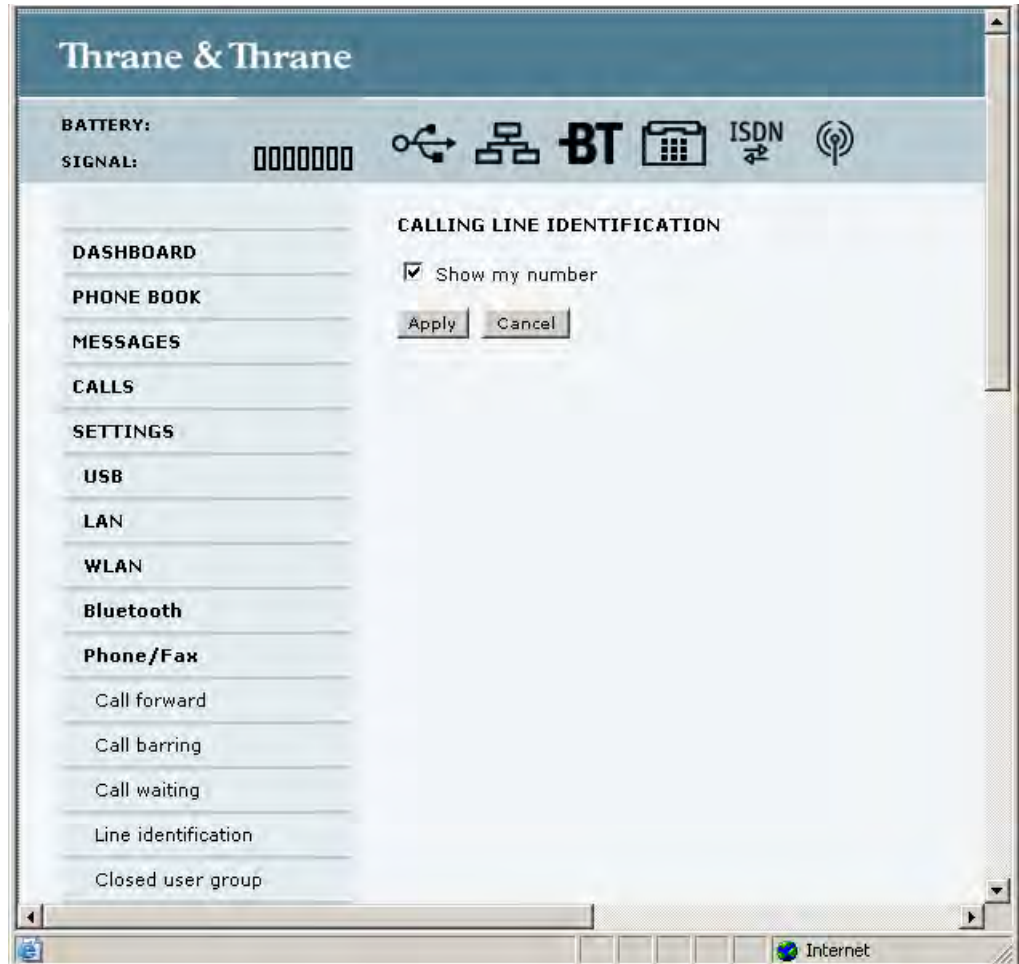 Thrane & Thrane
BATTERY:
SIGNAL:
BT
ISDN
DASHBOARD
PHONE BOOK
MESSAGES
CALLS
SETTINGS
USB
LAN
WLAN
Bluetooth
Phone/Fax
Call forward
Call barring
Call waiting
Line identification
Closed user group
CALLING LINE IDENTIFICATION
Show my number
Apply Cancel
Internet